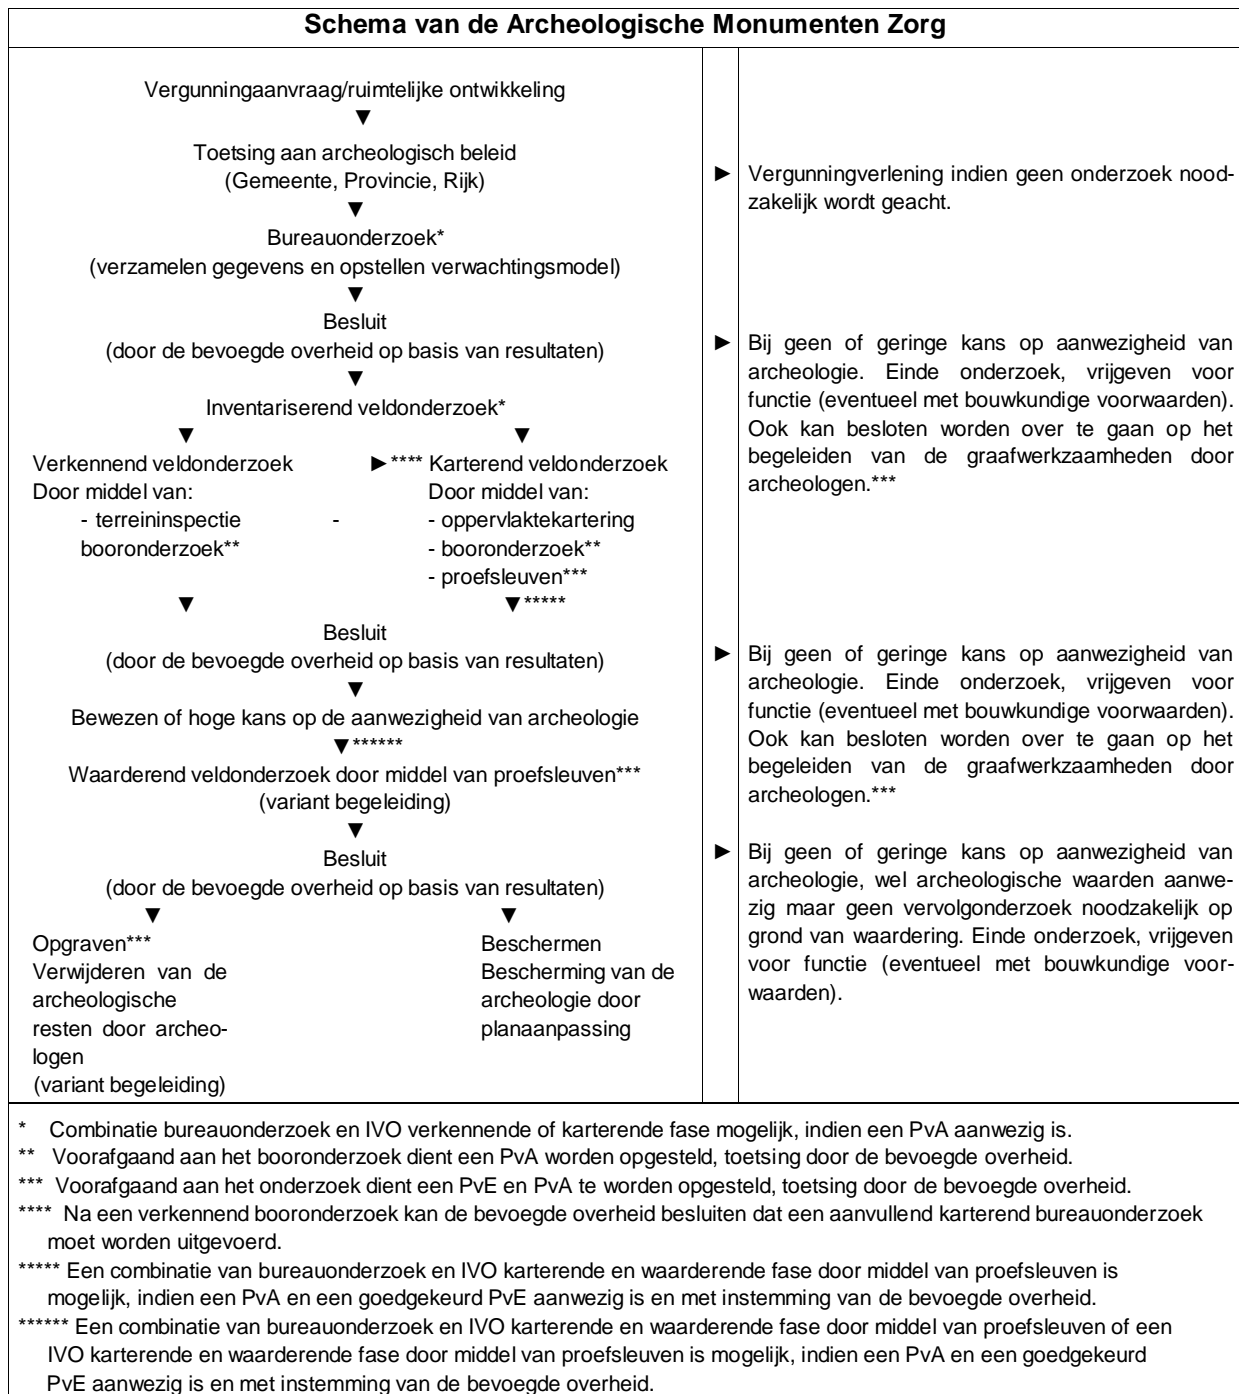 Schema van de Archeologische Monumenten Zorg
Vergunningaanvraag/ruimtelijke ontwikkeling
▼
Toetsing aan archeologisch beleid
(Gemeente, Provincie, Rijk)
▼
Bureauonderzoek*
(verzamelen gegevens en opstellen verwachtingsmodel)
▼
Besluit
(door de bevoegde overheid op basis van resultaten)
▼
Inventariserend veldonderzoek*
▼ ▼
Verkennend veldonderzoek ►**** Karterend veldonderzoek
Door middel van: Door middel van:
- terreininspectie - - oppervlaktekartering
booronderzoek** - booronderzoek**
- proefsleuven***
▼ ▼*****
Besluit
(door de bevoegde overheid op basis van resultaten)
▼
Bewezen of hoge kans op de aanwezigheid van archeologie
▼******
Waarderend veldonderzoek door middel van proefsleuven***
(variant begeleiding)
▼
Besluit
(door de bevoegde overheid op basis van resultaten)
▼ ▼
Opgraven*** Beschermen
Verwijderen van de Bescherming van de
archeologische archeologie door
resten door archeo- planaanpassing
logen
(variant begeleiding)
► Vergunningverlening indien geen onderzoek nood-
zakelijk wordt geacht.
► Bij geen of geringe kans op aanwezigheid van
archeologie. Einde onderzoek, vrijgeven voor
functie (eventueel met bouwkundige voorwaarden).
Ook kan besloten worden over te gaan op het
begeleiden van de graafwerkzaamheden door
archeologen.***
► Bij geen of geringe kans op aanwezigheid van
archeologie. Einde onderzoek, vrijgeven voor
functie (eventueel met bouwkundige voorwaarden).
Ook kan besloten worden over te gaan op het
begeleiden van de graafwerkzaamheden door
archeologen.***
► Bij geen of geringe kans op aanwezigheid van
archeologie, wel archeologische waarden aanwe-
zig maar geen vervolgonderzoek noodzakelijk op
grond van waardering. Einde onderzoek, vrijgeven
voor functie (eventueel met bouwkundige voor-
waarden).
* Combinatie bureauonderzoek en IVO verkennende of karterende fase mogelijk, indien een PvA aanwezig is.
** Voorafgaand aan het booronderzoek dient een PvA worden opgesteld, toetsing door de bevoegde overheid.
*** Voorafgaand aan het onderzoek dient een PvE en PvA te worden opgesteld, toetsing door de bevoegde overheid.
**** Na een verkennend booronderzoek kan de bevoegde overheid besluiten dat een aanvullend karterend bureauonderzoek
moet worden uitgevoerd.
***** Een combinatie van bureauonderzoek en IVO karterende en waarderende fase door middel van proefsleuven is
mogelijk, indien een PvA en een goedgekeurd PvE aanwezig is en met instemming van de bevoegde overheid.
****** Een combinatie van bureauonderzoek en IVO karterende en waarderende fase door middel van proefsleuven of een
IVO karterende en waarderende fase door middel van proefsleuven is mogelijk, indien een PvA en een goedgekeurd
PvE aanwezig is en met instemming van de bevoegde overheid.